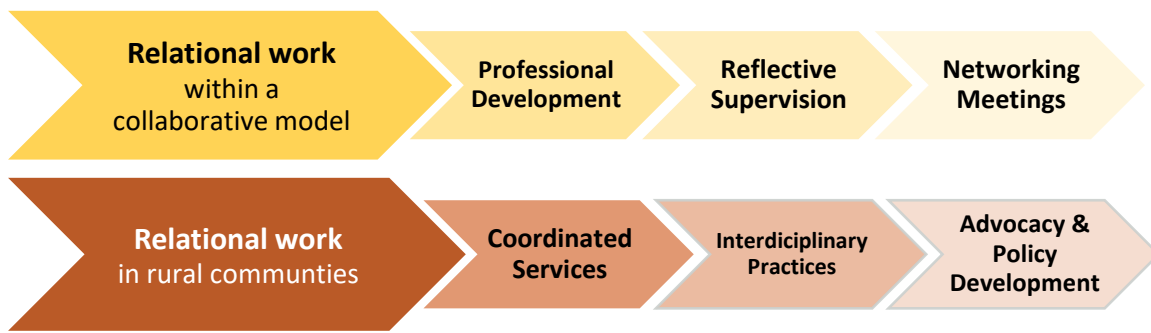 Relational work
within a
collaborative model
Professional
Development
Reflective
Supervision
Networking
Meetings
Relational work
in rural communties
Coordinated
Services
Interdiciplinary
Practices
Advocacy &
Policy
Development